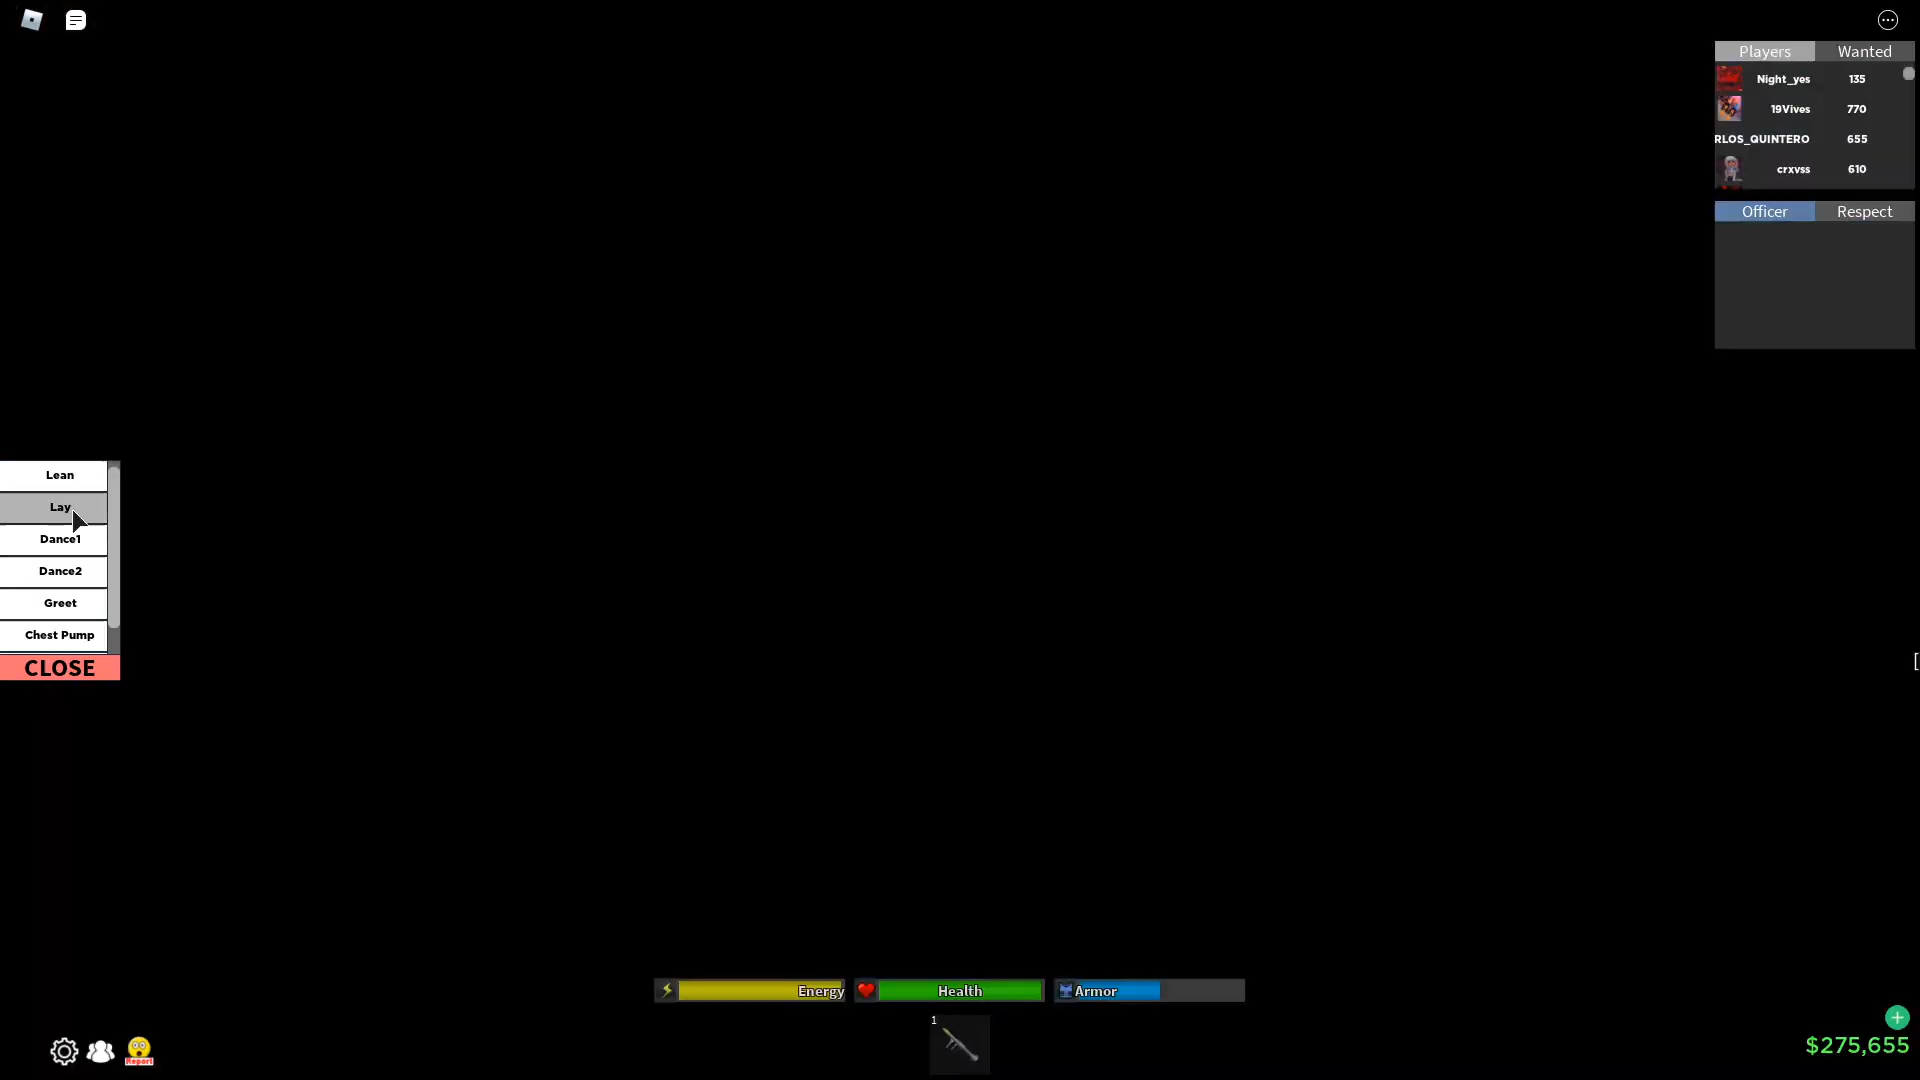 Players Wanted
Night_yes 135
19Vives 770
RLOS_QUINTERO 655
crxvss 610
Officer Respect
Lean
Lay
Dance1
Dance2
Greet
Chest Pump
CLOSE
[
Energy Health Armor
1
Report
$275,655